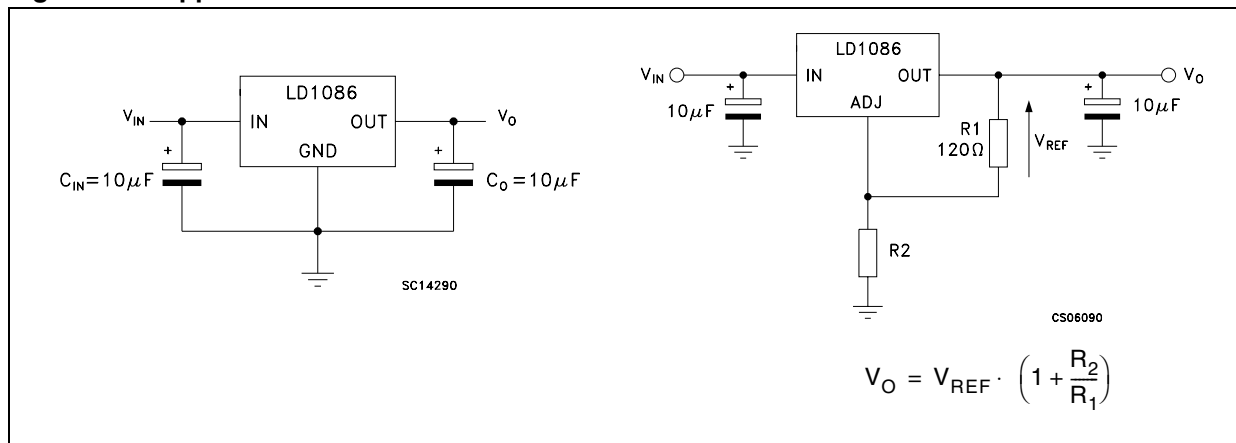 LD1086
V_IN
IN
OUT
V_O
GND
+
C_IN=10μF
+
C_O=10μF
SC14290
LD1086
V_IN
IN
OUT
V_O
ADJ
+
10μF
R1
120Ω
V_REF
+
10μF
R2
CS06090
V_O = V_REF · (1 + R_2/R_1)